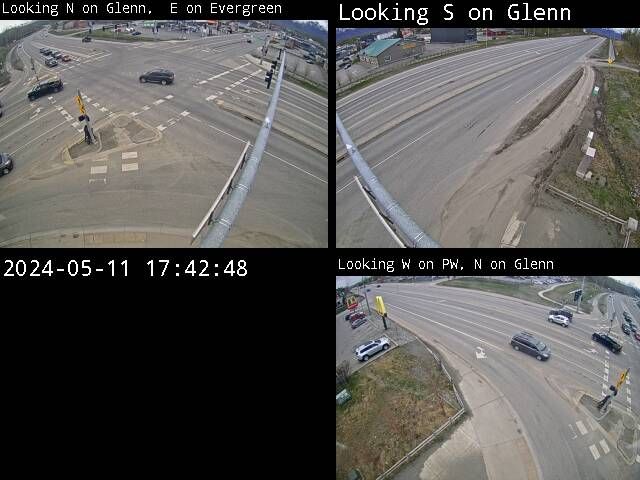 Looking N on Glenn,  E on Evergreen
Looking S on Glenn
2024-05-11 17:42:48
Looking W on PW, N on Glenn